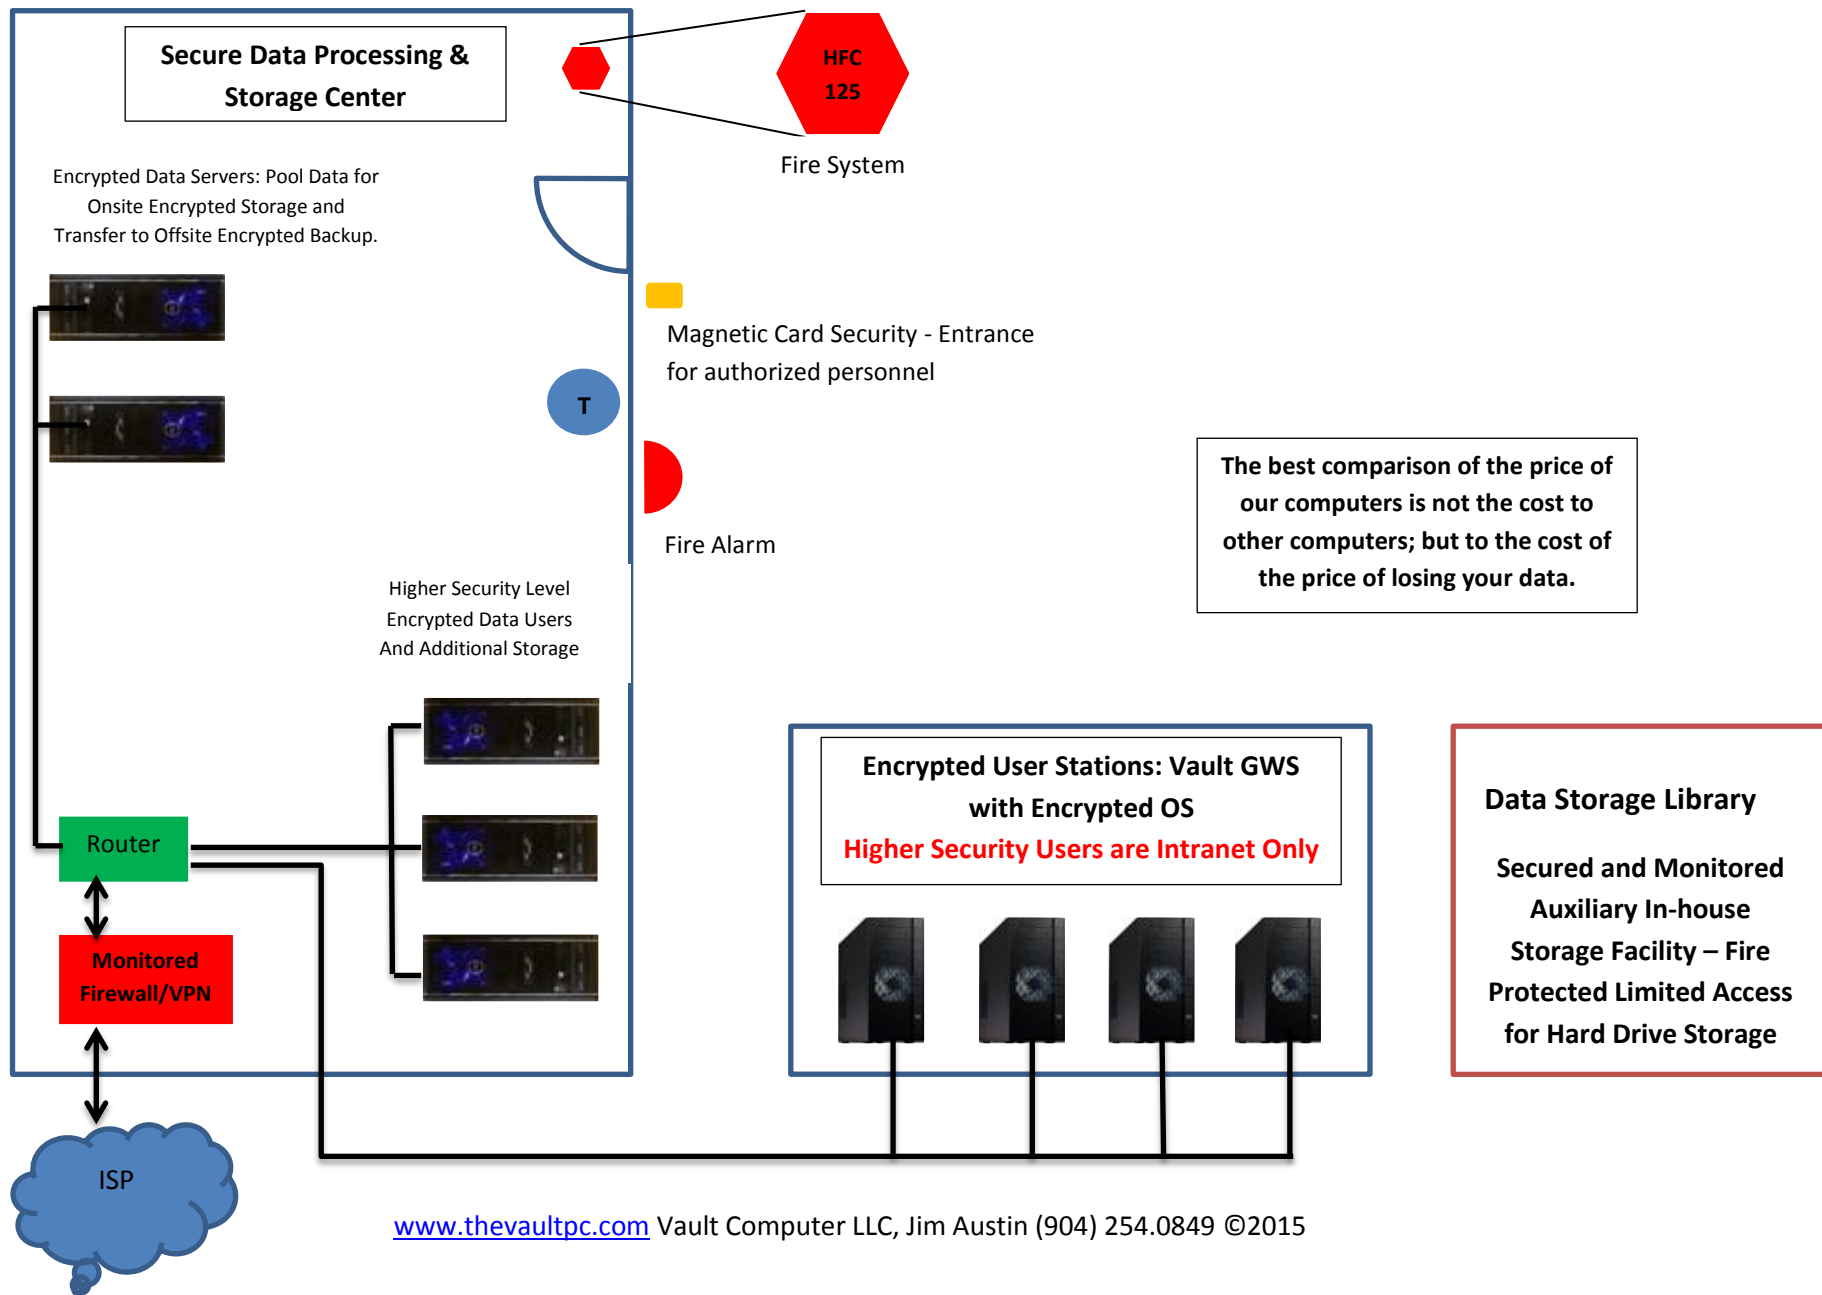 Secure Data Processing &
Storage Center
HFC
125
Fire System
Encrypted Data Servers: Pool Data for
Onsite Encrypted Storage and
Transfer to Offsite Encrypted Backup.
Magnetic Card Security - Entrance
for authorized personnel
T
Fire Alarm
The best comparison of the price of
our computers is not the cost to
other computers; but to the cost of
the price of losing your data.
Higher Security Level
Encrypted Data Users
And Additional Storage
Router
Monitored
Firewall/VPN
ISP
Encrypted User Stations: Vault GWS
with Encrypted OS
Higher Security Users are Intranet Only
Data Storage Library
Secured and Monitored
Auxiliary In-house
Storage Facility – Fire
Protected Limited Access
for Hard Drive Storage
www.thevaultpc.com Vault Computer LLC, Jim Austin (904) 254.0849 ©2015